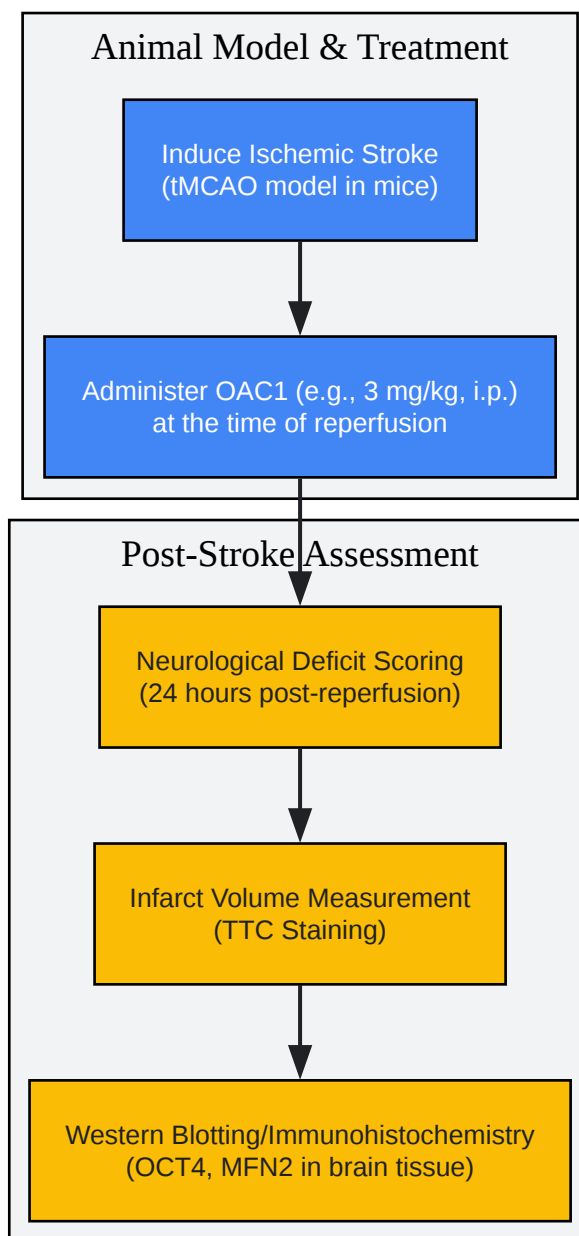 Animal Model & Treatment
Induce Ischemic Stroke
(tMCAO model in mice)
Administer OAC1 (e.g., 3 mg/kg, i.p.)
at the time of reperfusion
Post-Stroke Assessment
Neurological Deficit Scoring
(24 hours post-reperfusion)
Infarct Volume Measurement
(TTC Staining)
Western Blotting/Immunohistochemistry
(OCT4, MFN2 in brain tissue)